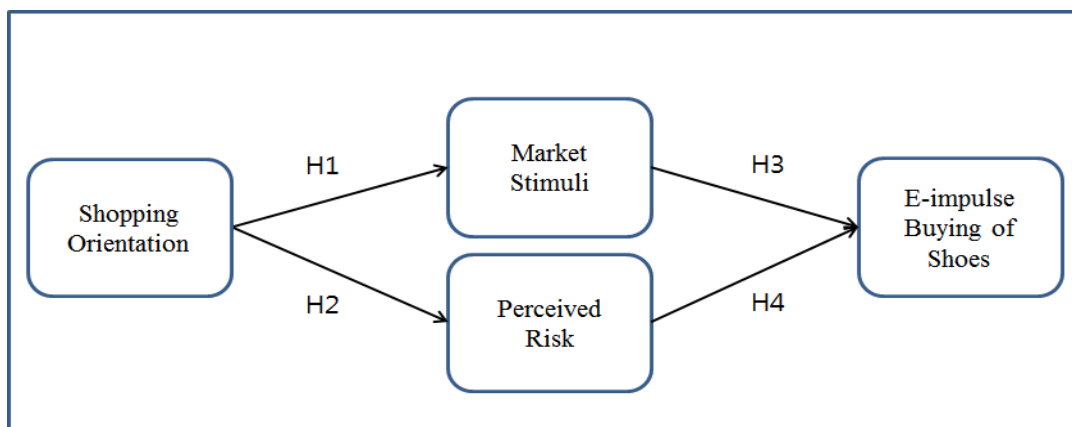 Shopping
Orientation
H1
H2
Market
Stimuli
Perceived
Risk
H3
H4
E-impulse
Buying of
Shoes